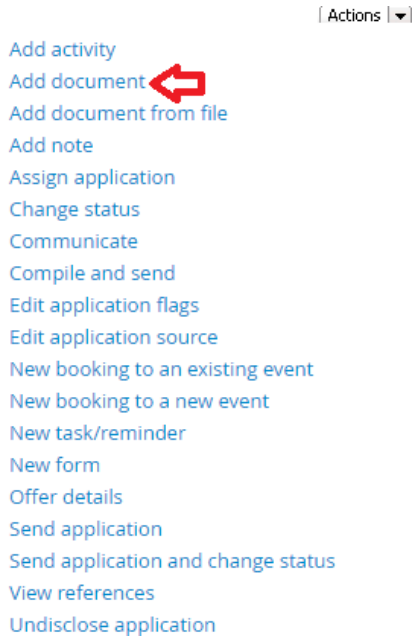 Actions
Add activity
Add document
Add document from file
Add note
Assign application
Change status
Communicate
Compile and send
Edit application flags
Edit application source
New booking to an existing event
New booking to a new event
New task/reminder
New form
Offer details
Send application
Send application and change status
View references
Undisclose application